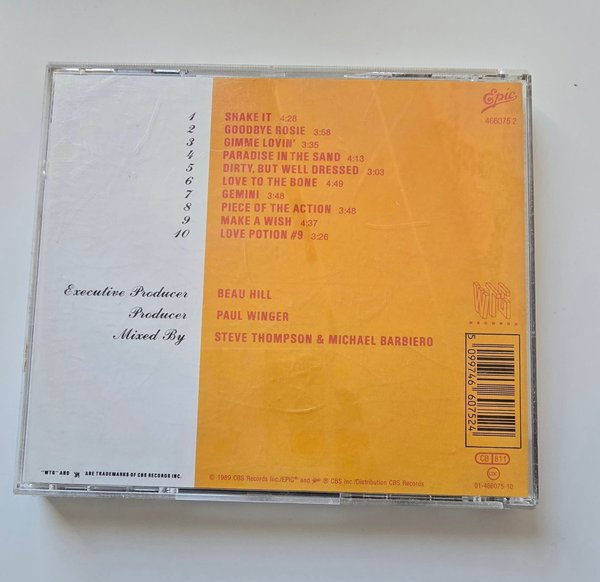 Epic
466075 2
1 SHAKE IT 4:28
2 GOODBYE ROSIE 3:58
3 GIMME LOVIN' 3:35
4 PARADISE IN THE SAND 4:13
5 DIRTY, BUT WELL DRESSED 3:03
6 LOVE TO THE BONE 4:49
7 GEMINI 3:48
8 PIECE OF THE ACTION 3:48
9 MAKE A WISH 4:37
10 LOVE POTION #9 3:26
Executive Producer BEAU HILL
Producer PAUL WINGER
Mixed By STEVE THOMPSON & MICHAEL BARBIERO
WTG
RECORDS
5 099746 607524
CB 811
CDC
01-466075-10
"WTG" AND ARE TRADEMARKS OF CBS RECORDS INC.
© 1989 CBS Records Inc./EPIC® and ® CBS Inc./Distribution CBS Records